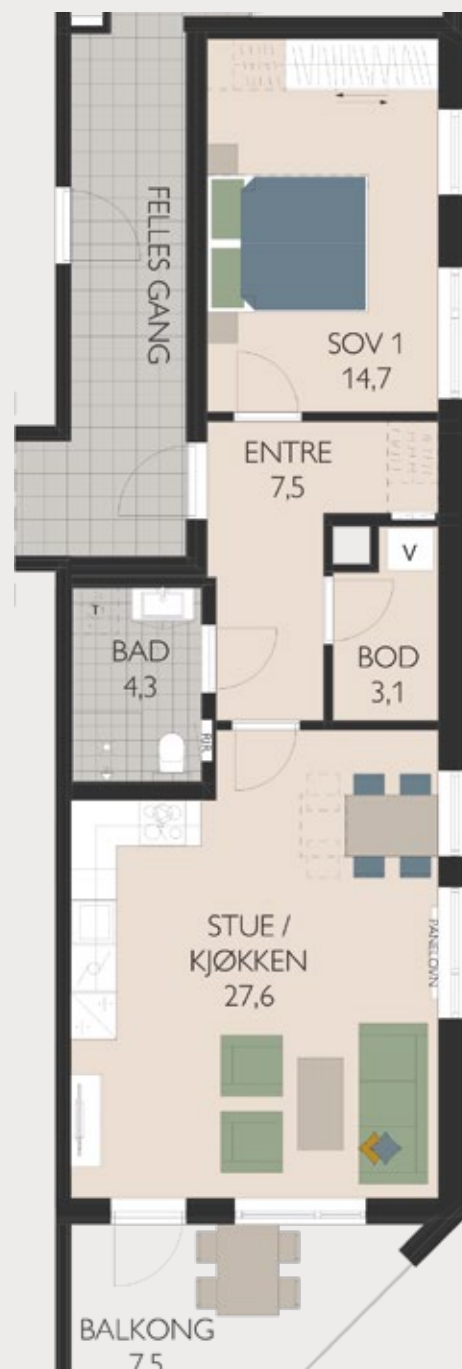 FELLES GANG
SOV 1
14,7
ENTRE
7,5
V
BOD
3,1
T
BAD
4,3
RJR
STUE /
KJØKKEN
27,6
PANELOVN
BALKONG
7,5